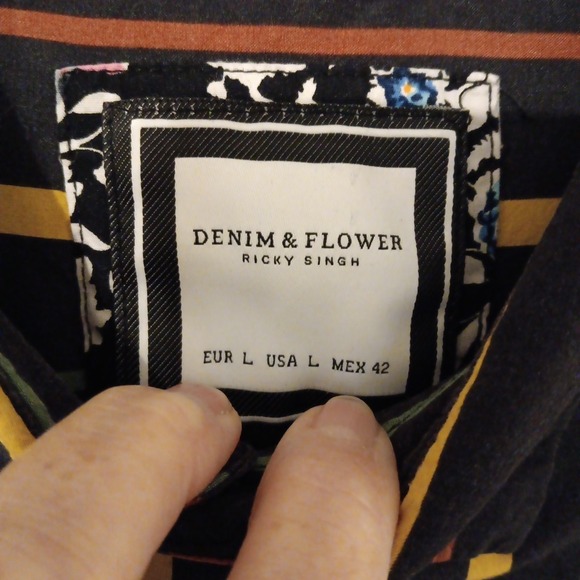 DENIM & FLOWER
RICKY SINGH
EUR L USA L MEX 42